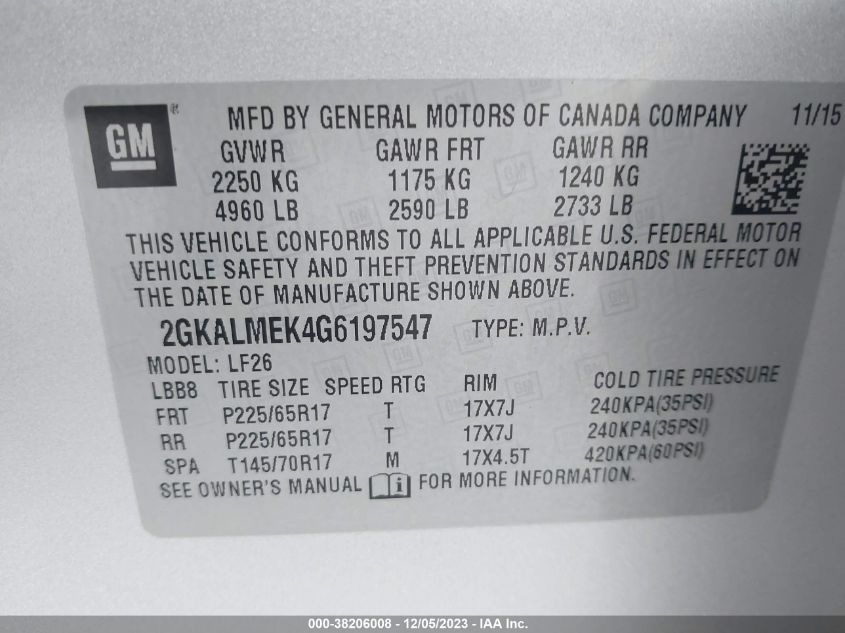 GM ® MFD BY GENERAL MOTORS OF CANADA COMPANY 11/15
GVWR GAWR FRT GAWR RR
2250 KG 1175 KG 1240 KG
4960 LB 2590 LB 2733 LB
THIS VEHICLE CONFORMS TO ALL APPLICABLE U.S. FEDERAL MOTOR
VEHICLE SAFETY AND THEFT PREVENTION STANDARDS IN EFFECT ON
THE DATE OF MANUFACTURE SHOWN ABOVE.
2GKALMEK4G6197547 TYPE: M.P.V.
MODEL: LF26
LBB8 TIRE SIZE SPEED RTG RIM COLD TIRE PRESSURE
FRT P225/65R17 T 17X7J 240KPA(35PSI)
RR P225/65R17 T 17X7J 240KPA(35PSI)
SPA T145/70R17 M 17X4.5T 420KPA(60PSI)
SEE OWNER'S MANUAL i FOR MORE INFORMATION.
000-38206008 - 12/05/2023 - IAA Inc.